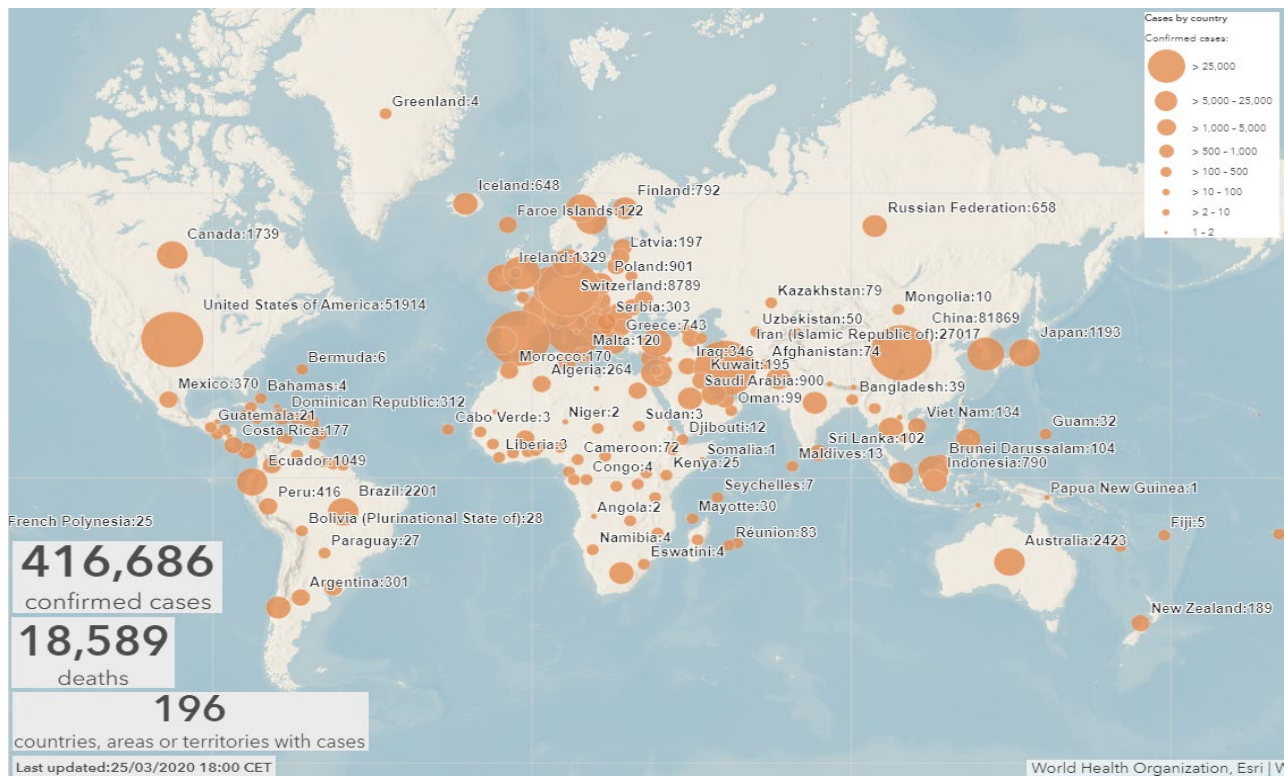 Cases by country
Confirmed cases:
> 25,000
> 5,000 - 25,000
> 1,000 - 5,000
> 500 - 1,000
> 100 - 500
> 10 - 100
> 2 - 10
1 - 2
Greenland:4
Iceland:648
Finland:792
Faroe Islands:122
Russian Federation:658
Canada:1739
Latvia:197
Ireland:1329
Poland:901
Switzerland:8789
Kazakhstan:79
Mongolia:10
United States of America:51914
Serbia:303
Uzbekistan:50
China:81869
Greece:743
Iran (Islamic Republic of):27017
Japan:1193
Malta:120
Bermuda:6
Morocco:170
Iraq:346
Afghanistan:74
Algeria:264
Kuwait:195
Mexico:370
Bahamas:4
Saudi Arabia:900
Bangladesh:39
Dominican Republic:312
Oman:99
Guatemala:21
Cabo Verde:3
Niger:2
Sudan:3
Viet Nam:134
Costa Rica:177
Djibouti:12
Guam:32
Liberia:3
Cameroon:72
Somalia:1
Sri Lanka:102
Brunei Darussalam:104
Maldives:13
Ecuador:1049
Congo:4
Kenya:25
Indonesia:790
Seychelles:7
Papua New Guinea:1
Peru:416
Brazil:2201
Angola:2
Mayotte:30
French Polynesia:25
Bolivia (Plurinational State of):28
Fiji:5
Paraguay:27
Namibia:4
Réunion:83
Eswatini:4
Australia:2423
Argentina:301
New Zealand:189
416,686
confirmed cases
18,589
deaths
196
countries, areas or territories with cases
Last updated:25/03/2020 18:00 CET
World Health Organization, Esri | V